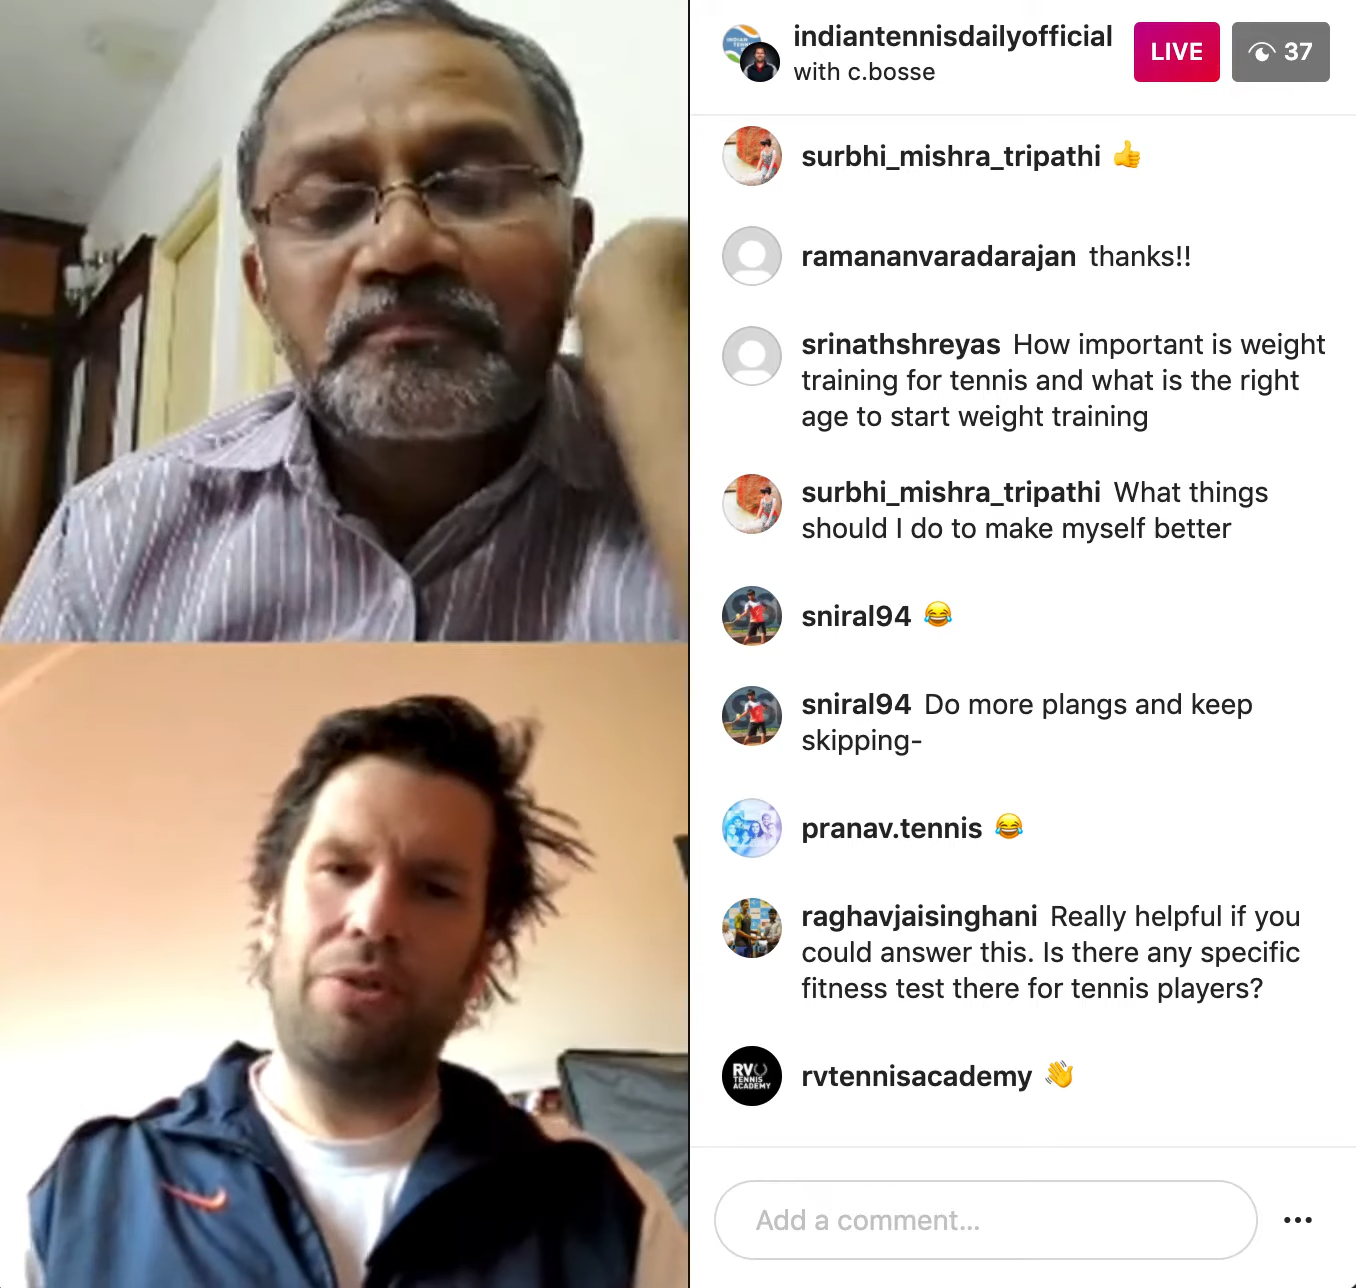 indiantennisdailyofficial
with c.bosse
LIVE
37
surbhi_mishra_tripathi 👍
ramananvaradarajan thanks!!
srinathshreyas How important is weight
training for tennis and what is the right
age to start weight training
surbhi_mishra_tripathi What things
should I do to make myself better
sniral94 😂
sniral94 Do more plangs and keep
skipping-
pranav.tennis 😂
raghavjaisinghani Really helpful if you
could answer this. Is there any specific
fitness test there for tennis players?
RV
TENNIS
ACADEMY
rvtennisacademy 👋
Add a comment...